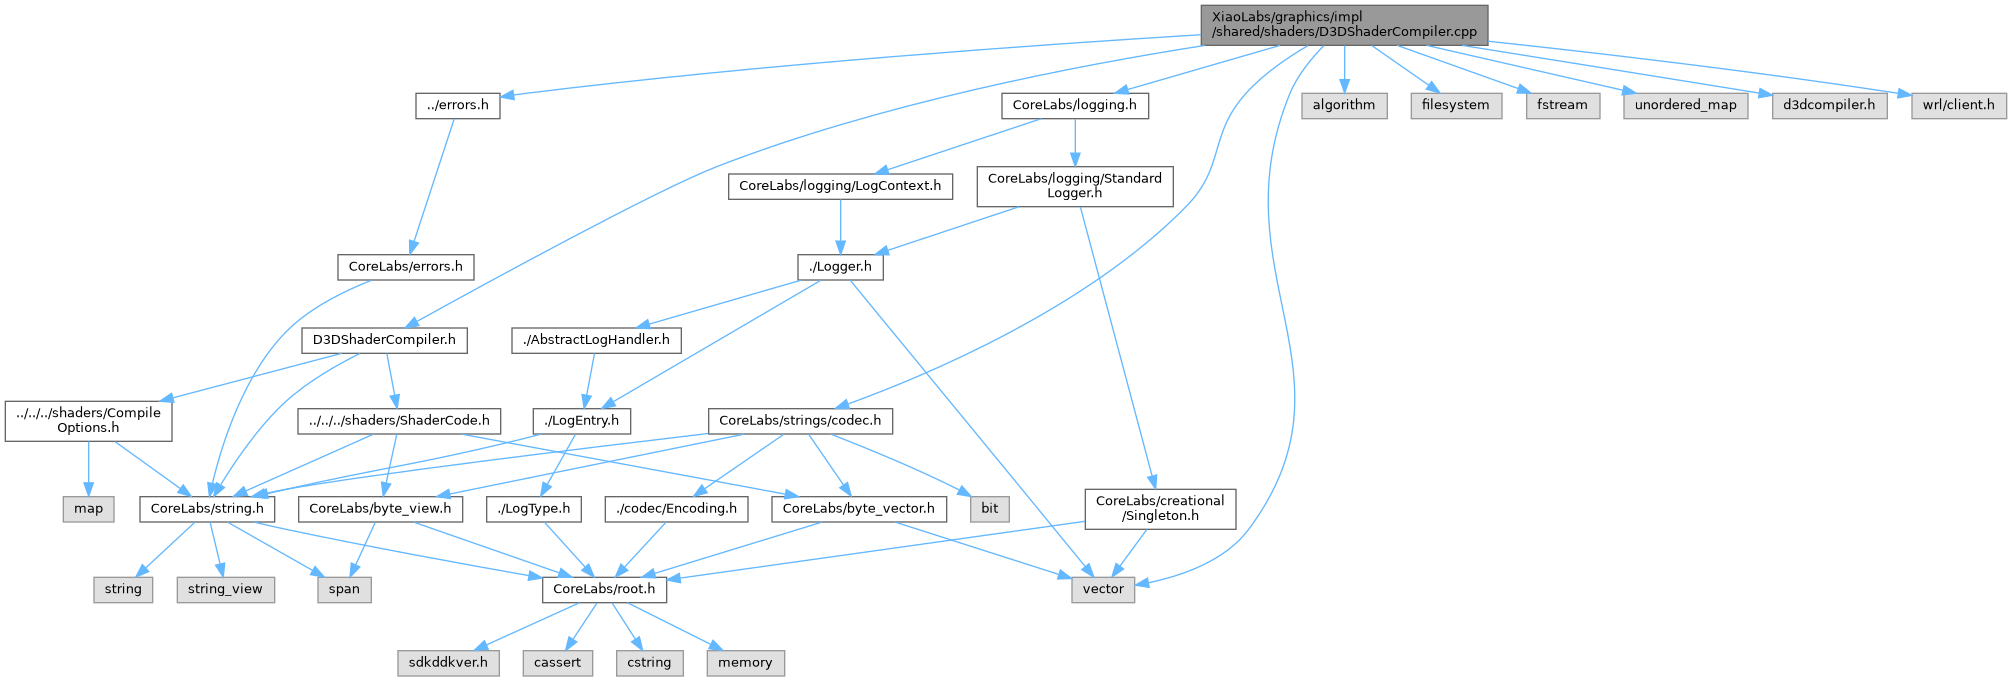 XiaoLabs/graphics/impl
/shared/shaders/D3DShaderCompiler.cpp
../errors.h
CoreLabs/logging.h
algorithm
filesystem
fstream
unordered_map
d3dcompiler.h
wrl/client.h
CoreLabs/logging/LogContext.h
CoreLabs/logging/Standard
Logger.h
CoreLabs/errors.h
./Logger.h
D3DShaderCompiler.h
./AbstractLogHandler.h
../../../shaders/Compile
Options.h
../../../shaders/ShaderCode.h
./LogEntry.h
CoreLabs/strings/codec.h
map
CoreLabs/string.h
CoreLabs/byte_view.h
./LogType.h
./codec/Encoding.h
CoreLabs/byte_vector.h
bit
CoreLabs/creational
/Singleton.h
string
string_view
span
CoreLabs/root.h
vector
sdkddkver.h
cassert
cstring
memory